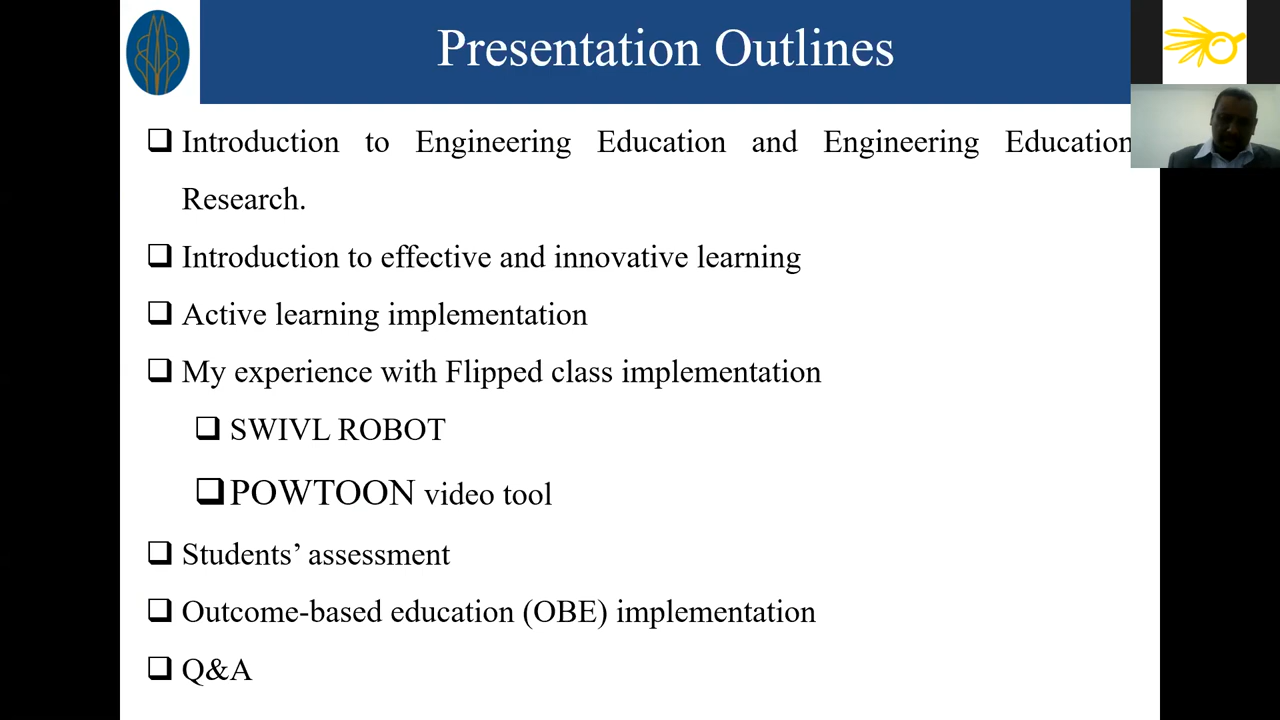 Presentation Outlines
Introduction to Engineering Education and Engineering Education
Research.
Introduction to effective and innovative learning
Active learning implementation
My experience with Flipped class implementation
SWIVL ROBOT
POWTOON video tool
Students’ assessment
Outcome-based education (OBE) implementation
Q&A